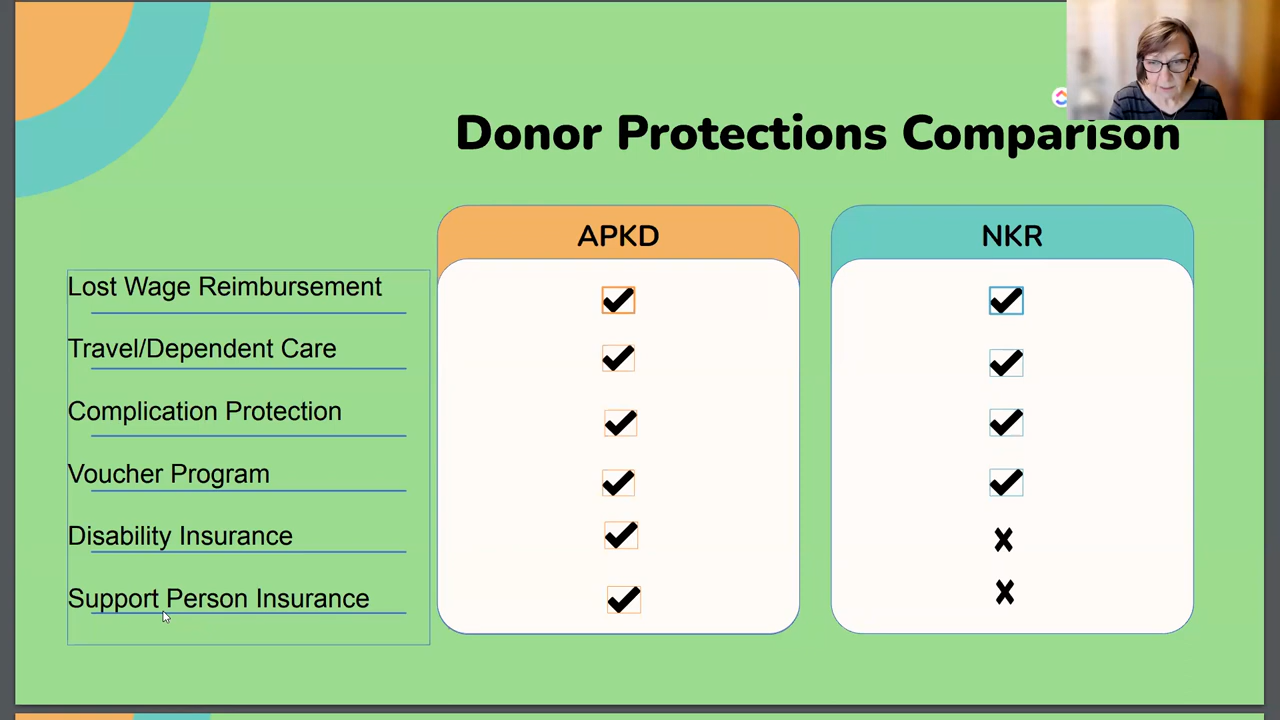 Donor Protections Comparison
APKD
NKR
Lost Wage Reimbursement
Travel/Dependent Care
Complication Protection
Voucher Program
Disability Insurance
Support Person Insurance